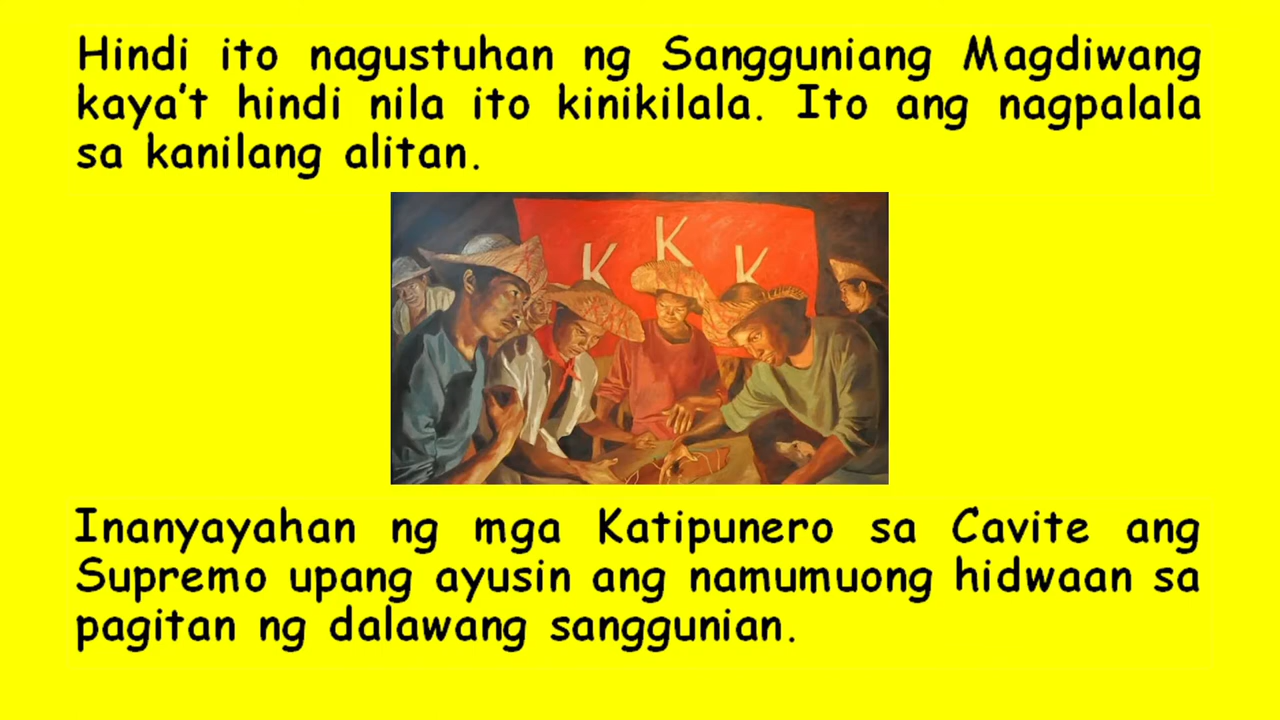 Hindi ito nagustuhan ng Sangguniang Magdiwang
kaya't hindi nila ito kinikilala. Ito ang nagpalala
sa kanilang alitan.
K K K
Inanyayahan ng mga Katipunero sa Cavite ang
Supremo upang ayusin ang namumuong hidwaan sa
pagitan ng dalawang sanggunian.